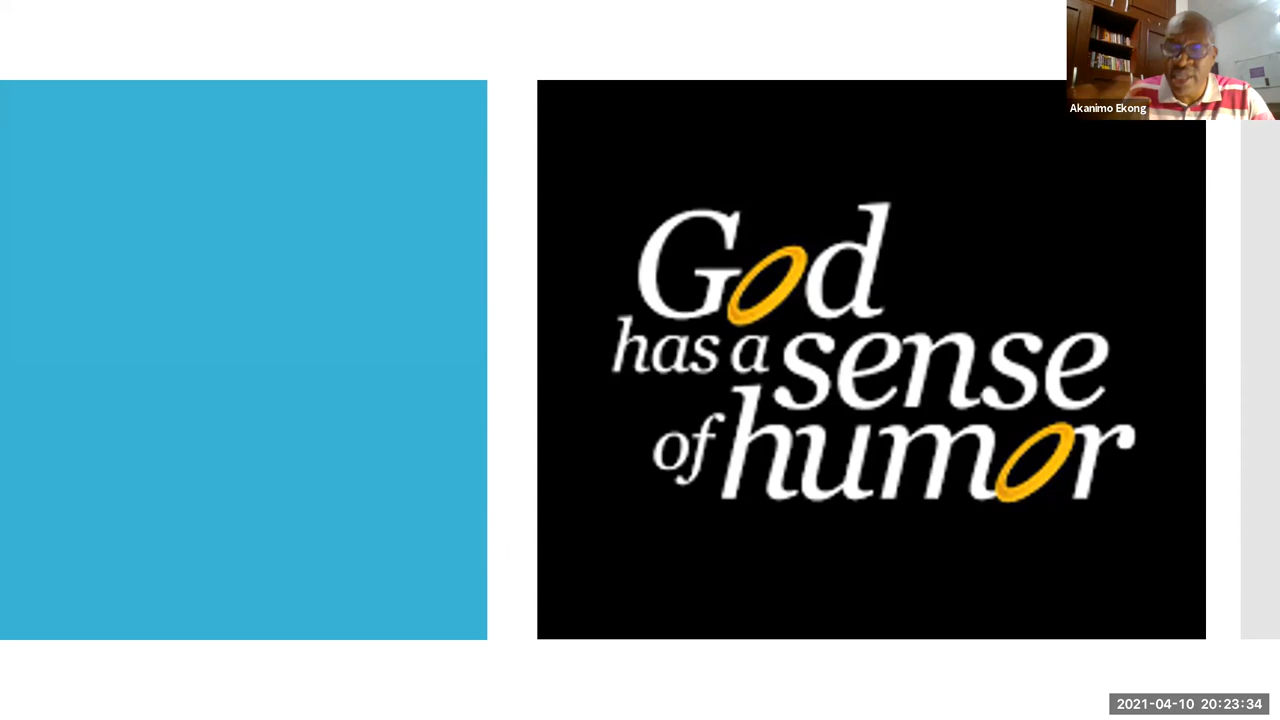 Akanimo Ekong
God
has a sense
of humor
2021-04-10 20:23:34